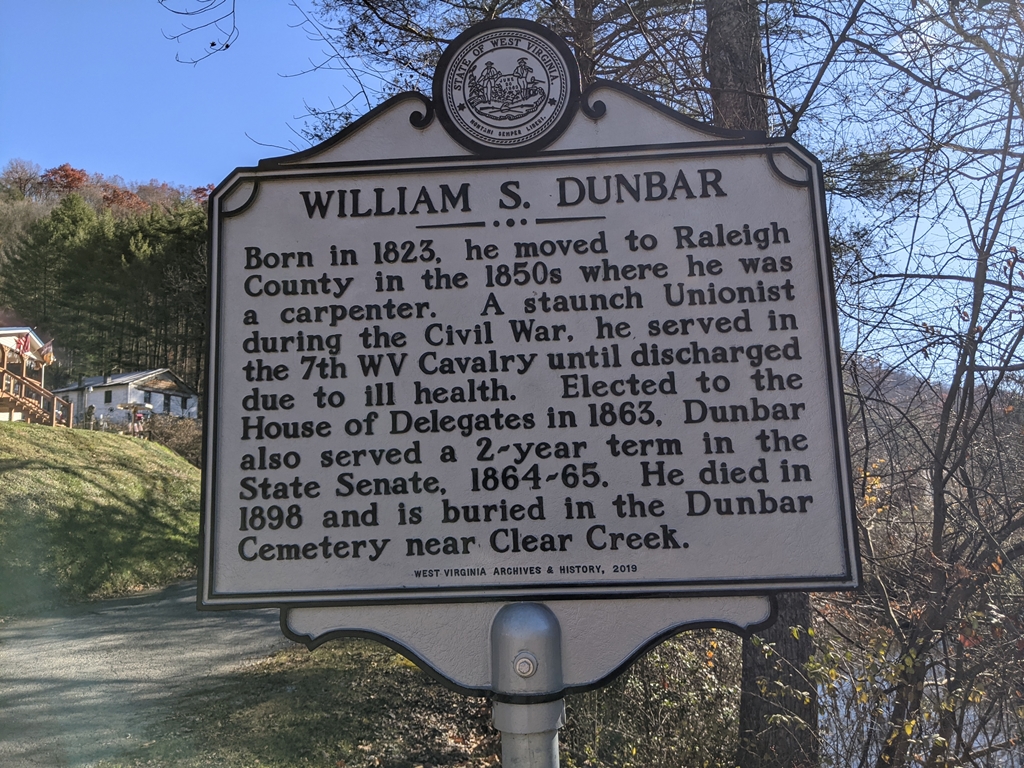 STATE OF WEST VIRGINIA
MONTANI SEMPER LIBERI
WILLIAM S. DUNBAR
Born in 1823, he moved to Raleigh
County in the 1850s where he was
a carpenter. A staunch Unionist
during the Civil War, he served in
the 7th WV Cavalry until discharged
due to ill health. Elected to the
House of Delegates in 1863, Dunbar
also served a 2-year term in the
State Senate, 1864-65. He died in
1898 and is buried in the Dunbar
Cemetery near Clear Creek.
WEST VIRGINIA ARCHIVES & HISTORY, 2019